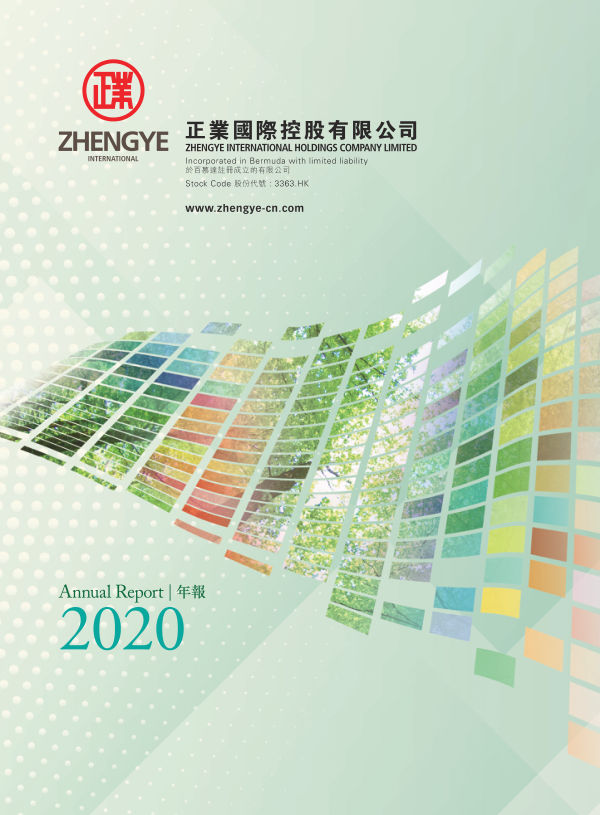 正業
ZHENGYE
INTERNATIONAL
正業國際控股有限公司
ZHENGYE INTERNATIONAL HOLDINGS COMPANY LIMITED
Incorporated in Bermuda with limited liability
於百慕達註冊成立的有限公司
Stock Code 股份代號：3363.HK
www.zhengye-cn.com
Annual Report | 年報
2020